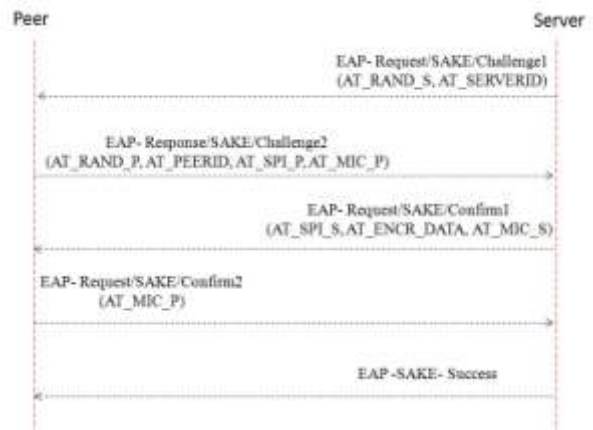 Peer
Server
EAP- Request/SAKE/Challenge1
(AT_RAND_S, AT_SERVERID)
EAP- Response/SAKE/Challenge2
(AT_RAND_P, AT_PEERID, AT_SPI_P, AT_MIC_P)
EAP- Request/SAKE/Confirm1
(AT_SPI_S, AT_ENCR_DATA, AT_MIC_S)
EAP- Request/SAKE/Confirm2
(AT_MIC_P)
EAP -SAKE- Success